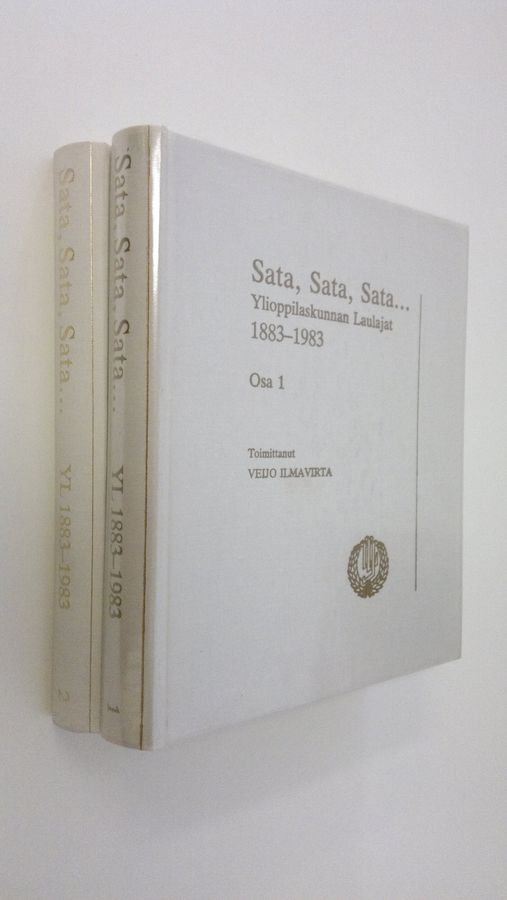 Sata, Sata, Sata... YL 1883–1983 2
Sata, Sata, Sata... YL 1883–1983 1
Sata, Sata, Sata...
Ylioppilaskunnan Laulajat
1883–1983
Osa 1
Toimittanut
VEIJO ILMAVIRTA